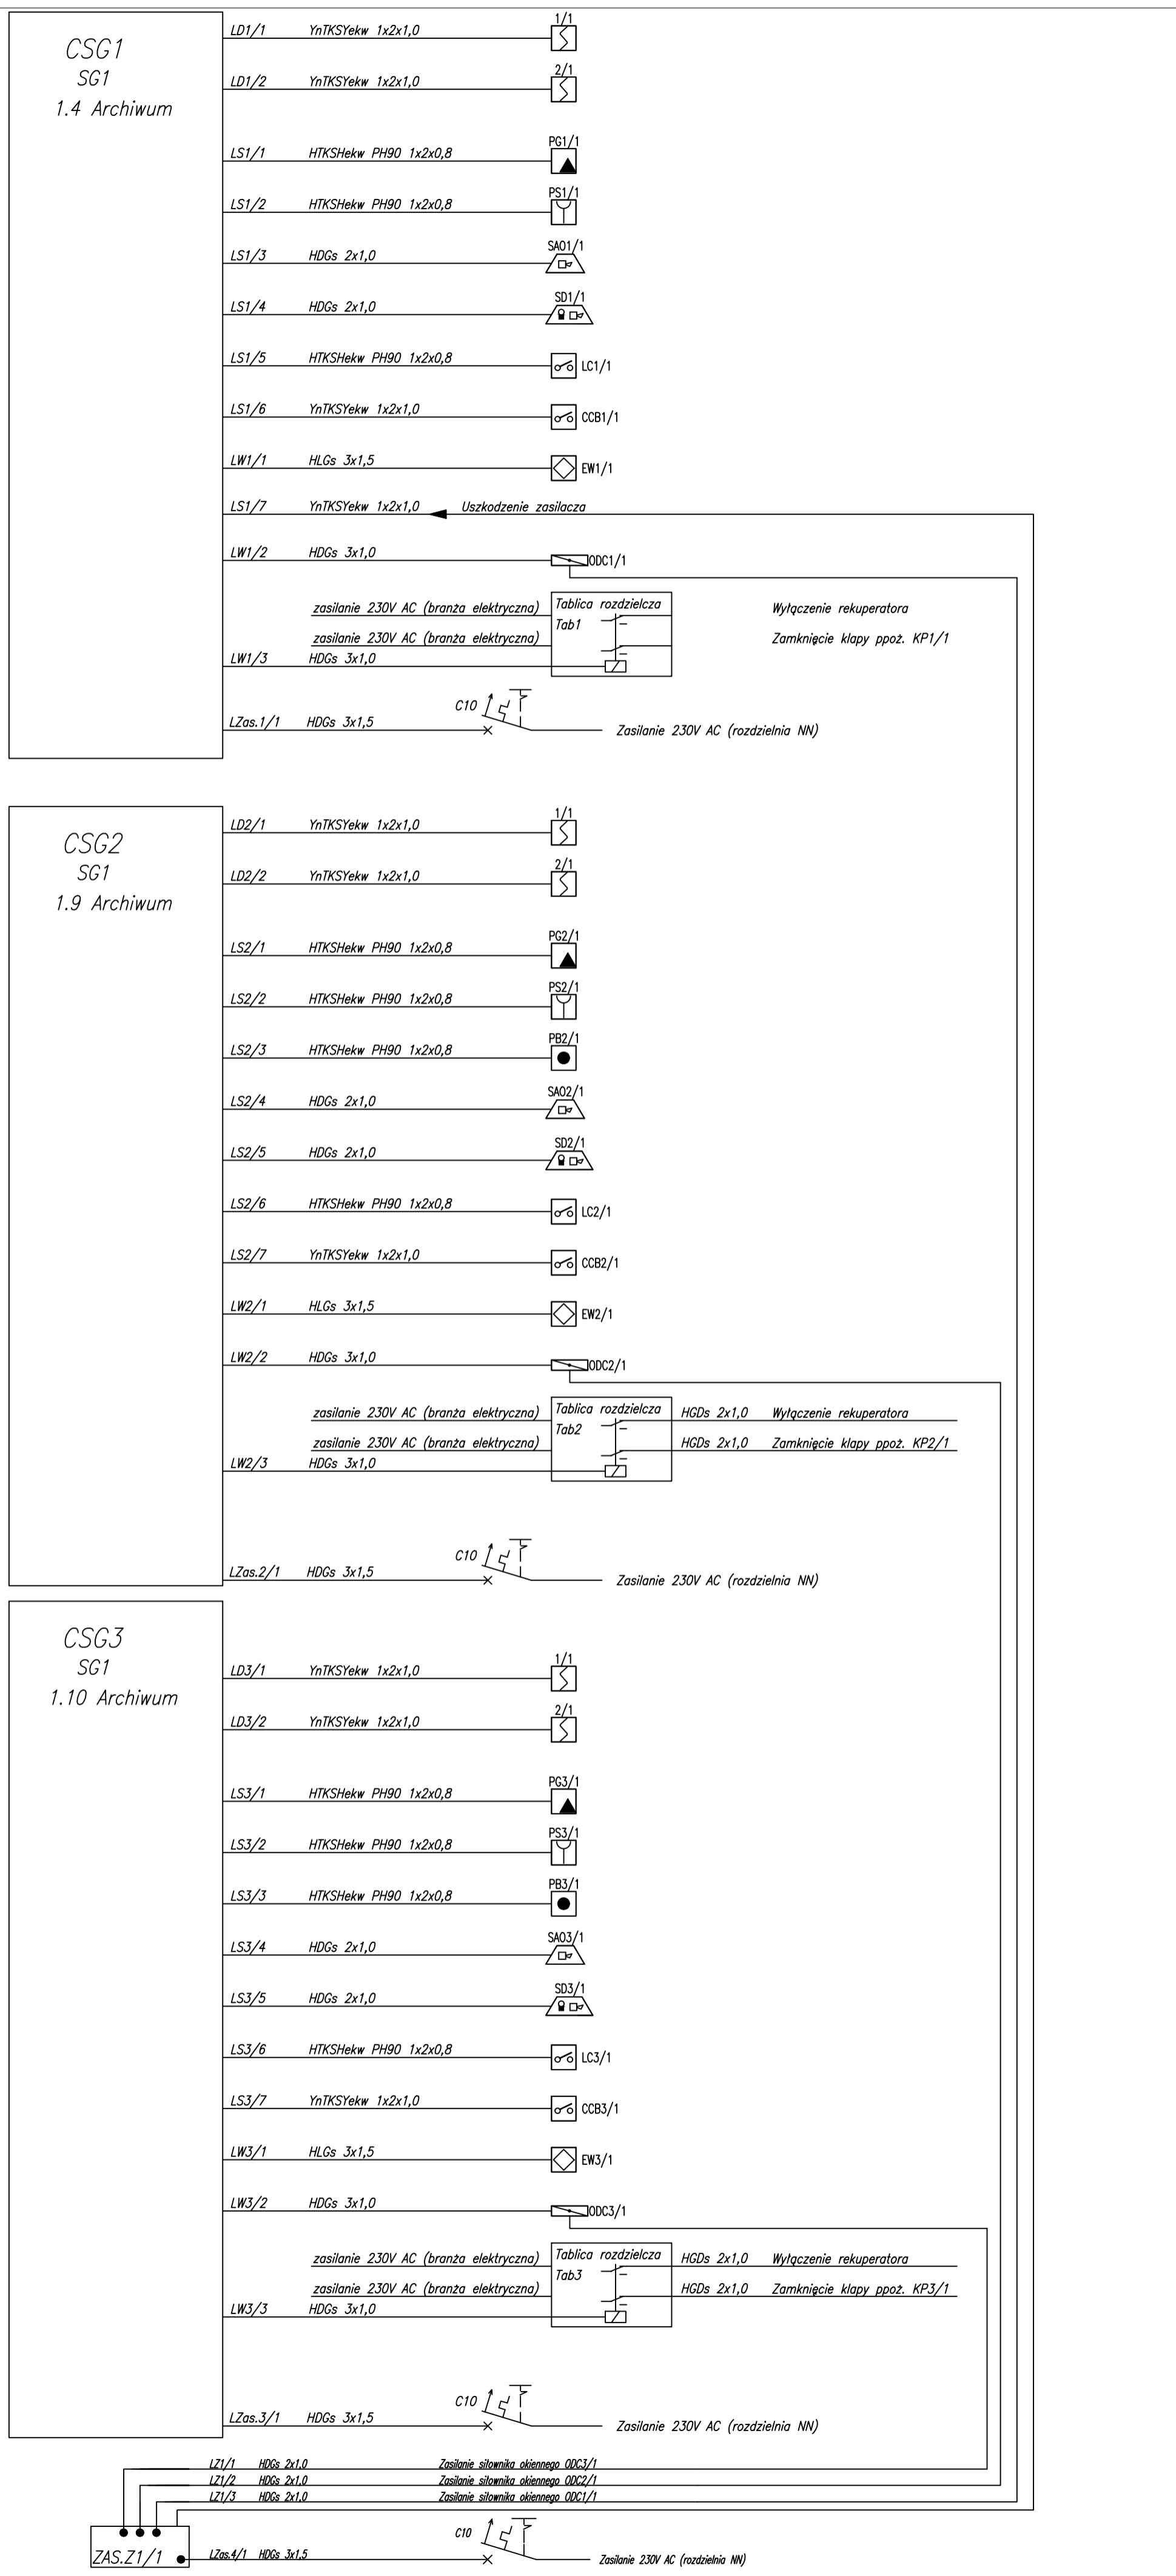 CSG1
SG1
1.4 Archiwum
LD1/1 YnTKSYekw 1x2x1,0 1/1
LD1/2 YnTKSYekw 1x2x1,0 2/1
LS1/1 HTKSHekw PH90 1x2x0,8 PG1/1
LS1/2 HTKSHekw PH90 1x2x0,8 PS1/1
LS1/3 HDGs 2x1,0 SAO1/1
LS1/4 HDGs 2x1,0 SD1/1
LS1/5 HTKSHekw PH90 1x2x0,8 LC1/1
LS1/6 YnTKSYekw 1x2x1,0 CCB1/1
LW1/1 HLGs 3x1,5 EW1/1
LS1/7 YnTKSYekw 1x2x1,0 Uszkodzenie zasilacza
LW1/2 HDGs 3x1,0 ODC1/1
zasilanie 230V AC (branża elektryczna) Tablica rozdzielcza Wyłączenie rekuperatora
Tab1
zasilanie 230V AC (branża elektryczna) Zamknięcie klapy ppoż. KP1/1
LW1/3 HDGs 3x1,0
C10
LZas.1/1 HDGs 3x1,5 Zasilanie 230V AC (rozdzielnia NN)
CSG2
SG1
1.9 Archiwum
LD2/1 YnTKSYekw 1x2x1,0 1/1
LD2/2 YnTKSYekw 1x2x1,0 2/1
LS2/1 HTKSHekw PH90 1x2x0,8 PG2/1
LS2/2 HTKSHekw PH90 1x2x0,8 PS2/1
LS2/3 HTKSHekw PH90 1x2x0,8 PB2/1
LS2/4 HDGs 2x1,0 SAO2/1
LS2/5 HDGs 2x1,0 SD2/1
LS2/6 HTKSHekw PH90 1x2x0,8 LC2/1
LS2/7 YnTKSYekw 1x2x1,0 CCB2/1
LW2/1 HLGs 3x1,5 EW2/1
LW2/2 HDGs 3x1,0 ODC2/1
zasilanie 230V AC (branża elektryczna) Tablica rozdzielcza HGDs 2x1,0 Wyłączenie rekuperatora
Tab2
zasilanie 230V AC (branża elektryczna) HGDs 2x1,0 Zamknięcie klapy ppoż. KP2/1
LW2/3 HDGs 3x1,0
C10
LZas.2/1 HDGs 3x1,5 Zasilanie 230V AC (rozdzielnia NN)
CSG3
SG1
1.10 Archiwum
LD3/1 YnTKSYekw 1x2x1,0 1/1
LD3/2 YnTKSYekw 1x2x1,0 2/1
LS3/1 HTKSHekw PH90 1x2x0,8 PG3/1
LS3/2 HTKSHekw PH90 1x2x0,8 PS3/1
LS3/3 HTKSHekw PH90 1x2x0,8 PB3/1
LS3/4 HDGs 2x1,0 SAO3/1
LS3/5 HDGs 2x1,0 SD3/1
LS3/6 HTKSHekw PH90 1x2x0,8 LC3/1
LS3/7 YnTKSYekw 1x2x1,0 CCB3/1
LW3/1 HLGs 3x1,5 EW3/1
LW3/2 HDGs 3x1,0 ODC3/1
zasilanie 230V AC (branża elektryczna) Tablica rozdzielcza HGDs 2x1,0 Wyłączenie rekuperatora
Tab3
zasilanie 230V AC (branża elektryczna) HGDs 2x1,0 Zamknięcie klapy ppoż. KP3/1
LW3/3 HDGs 3x1,0
C10
LZas.3/1 HDGs 3x1,5 Zasilanie 230V AC (rozdzielnia NN)
LZ1/1 HDGs 2x1,0 Zasilanie siłownika okiennego ODC3/1
LZ1/2 HDGs 2x1,0 Zasilanie siłownika okiennego ODC2/1
LZ1/3 HDGs 2x1,0 Zasilanie siłownika okiennego ODC1/1
C10
ZAS.Z1/1 LZas.4/1 HDGs 3x1,5 Zasilanie 230V AC (rozdzielnia NN)